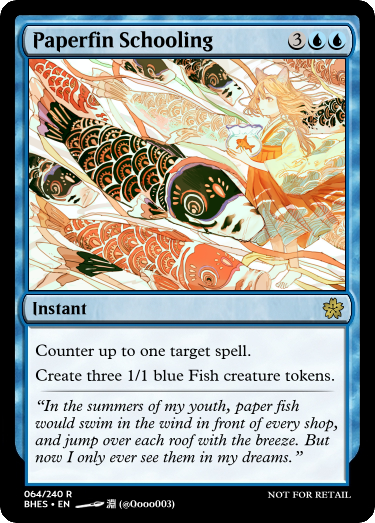 Paperfin Schooling 3
Instant
Counter up to one target spell.
Create three 1/1 blue Fish creature tokens.
“In the summers of my youth, paper fish
would swim in the wind in front of every shop,
and jump over each roof with the breeze. But
now I only ever see them in my dreams.”
064/240 R
BHES • EN 淵 (@Oooo003)
NOT FOR RETAIL